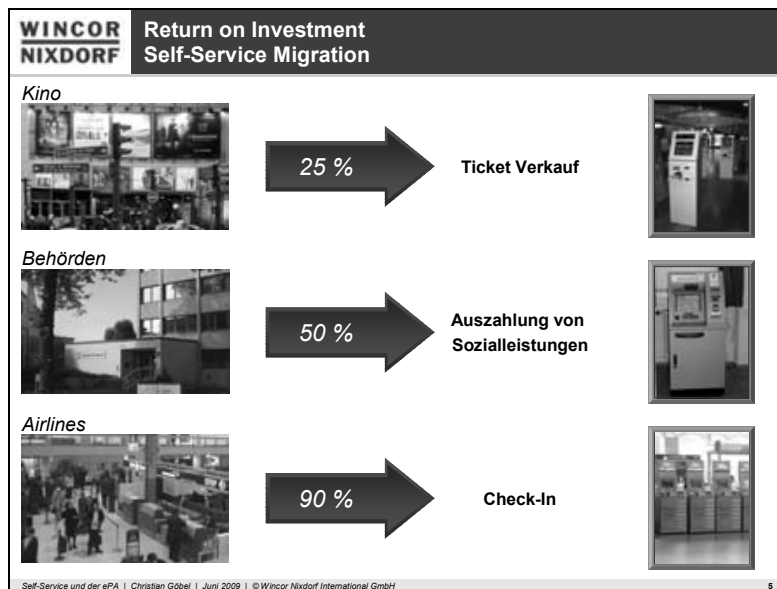 WINCOR
NIXDORF
Return on Investment
Self-Service Migration
Kino
25 %
Ticket Verkauf
Behörden
50 %
Auszahlung von
Sozialleistungen
Airlines
90 %
Check-In
Self-Service und der ePA | Christian Göbel | Juni 2009 | © Wincor Nixdorf International GmbH
5